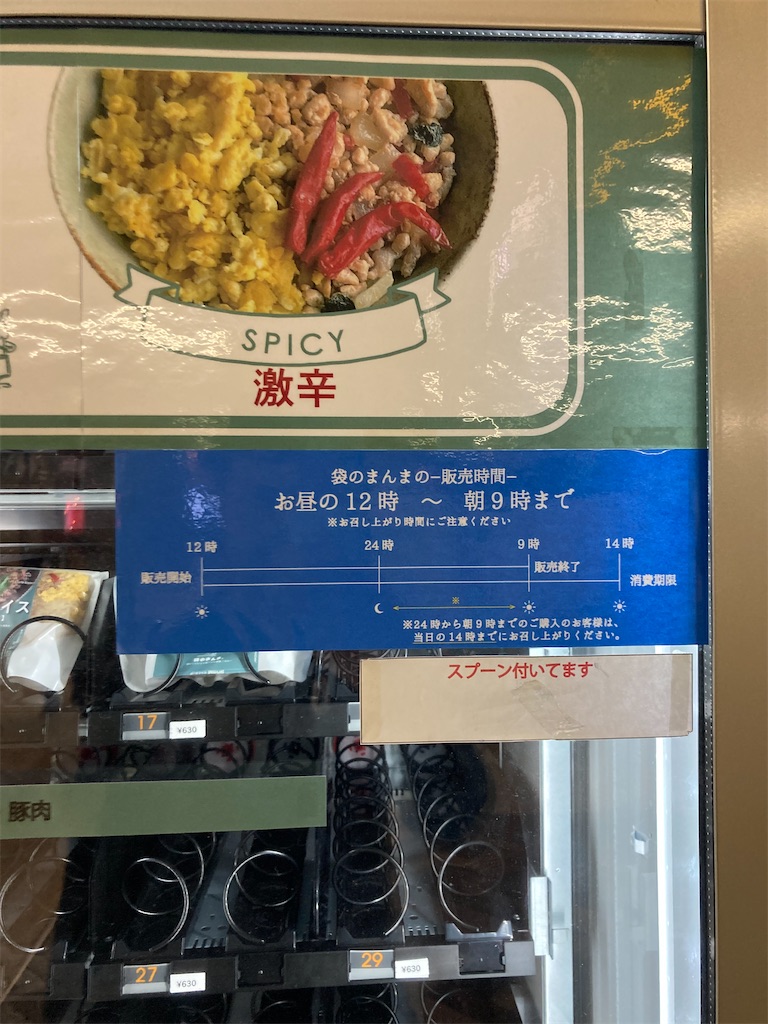 SPICY
激辛
袋のまんまの—販売時間—
お昼の12時 〜 朝9時まで
※お召し上がり時間にご注意ください
12時 24時 9時 14時
販売開始 販売終了 消費期限
※
※24時から朝9時までのご購入のお客様は、
当日の14時までにお召し上がりください。
スプーン付いてます
イス
17 ¥630
豚肉
27 ¥630
29 ¥630